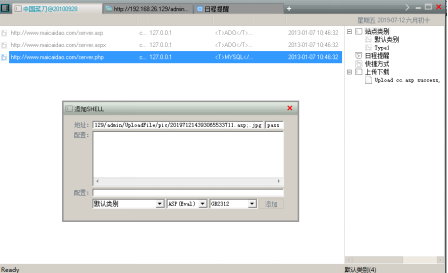 中国菜刀@20100928
http://192.168.26.129/admin...
日程提醒
+
星期五 2019-07-12 六月初十
http://www.maicaidao.com/server.asp c... 127.0.0.1 <T>ADO</T>... 2013-01-07 10:46:32
http://www.maicaidao.com/server.aspx c... 127.0.0.1 <T>ADO</T>... 2013-01-07 10:46:32
http://www.maicaidao.com/server.php c... 127.0.0.1 <T>MYSQL</... 2013-01-07 10:46:32
站点类别
默认类别
Type1
日程提醒
快捷方式
上传下载
Upload cc.asp success,
添加SHELL
地址:
129/admin/UploadFile/pic/201971214393065533711.asp; jpg pass
配置:
配置:
默认类别 ASP(Eval) GB2312 添加
Ready 默认类别(4)